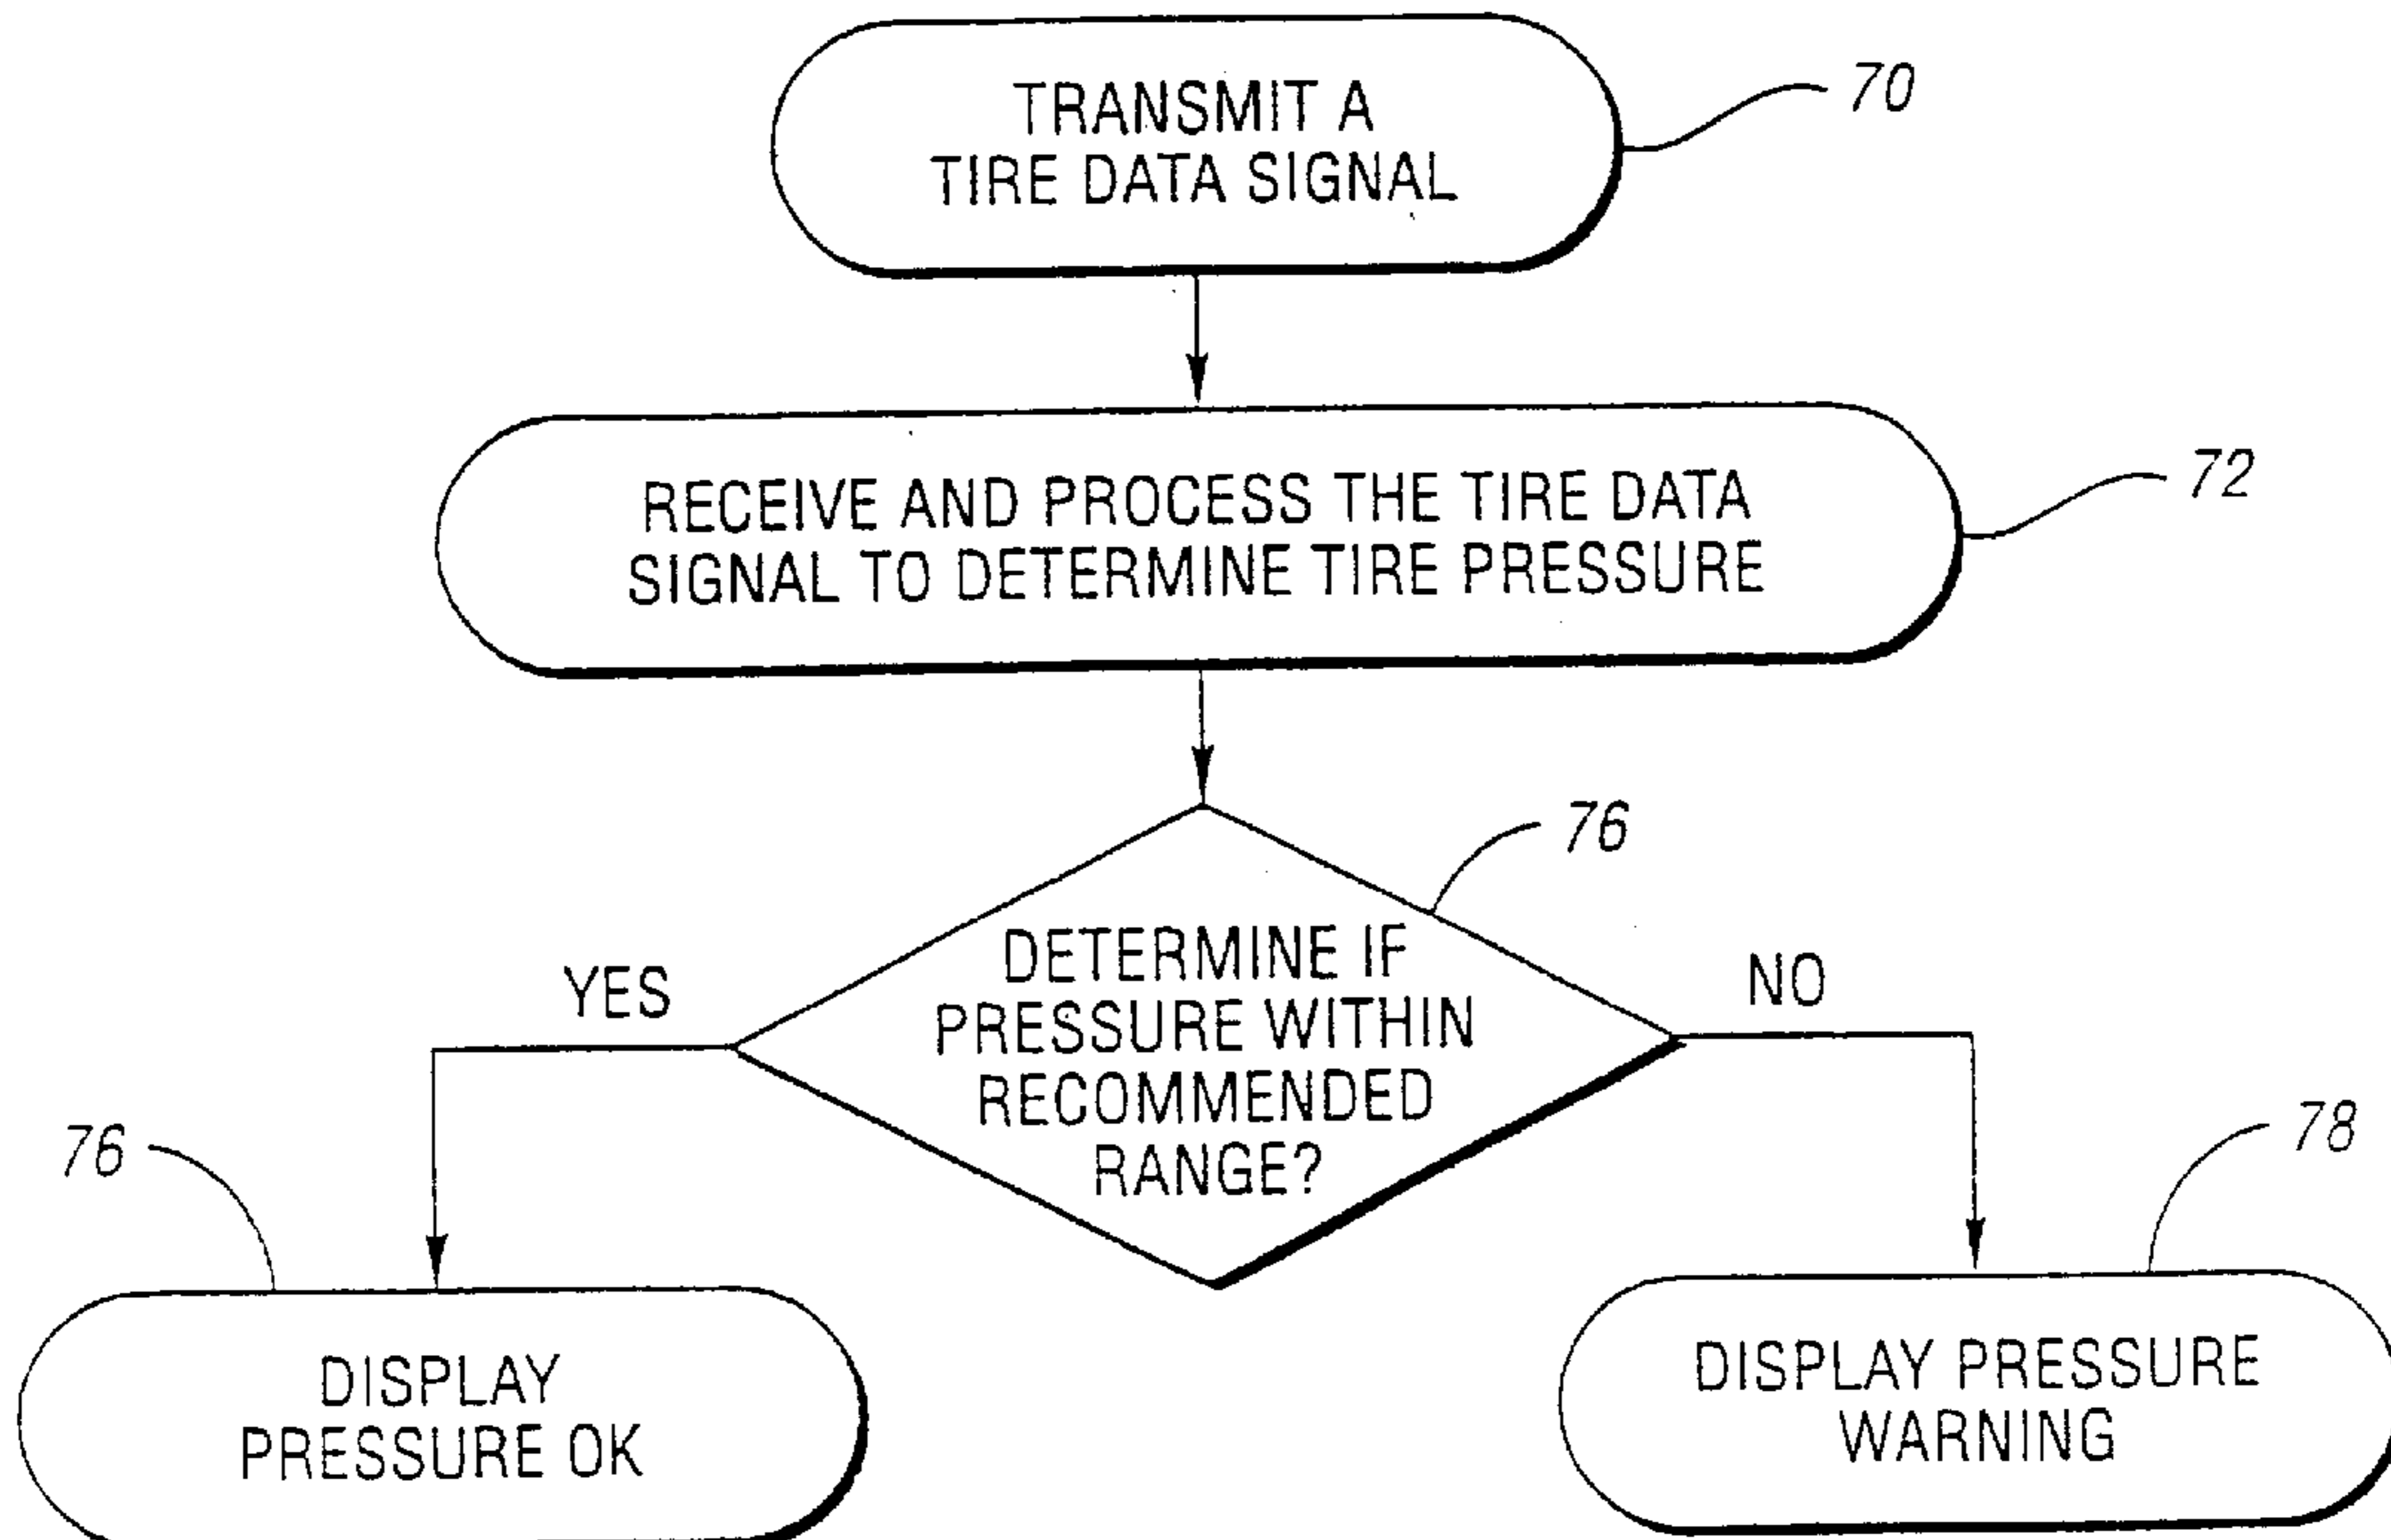 TRANSMIT A
TIRE DATA SIGNAL
70
RECEIVE AND PROCESS THE TIRE DATA
SIGNAL TO DETERMINE TIRE PRESSURE
72
76
DETERMINE IF
PRESSURE WITHIN
RECOMMENDED
RANGE?
YES
NO
76
DISPLAY
PRESSURE OK
78
DISPLAY PRESSURE
WARNING